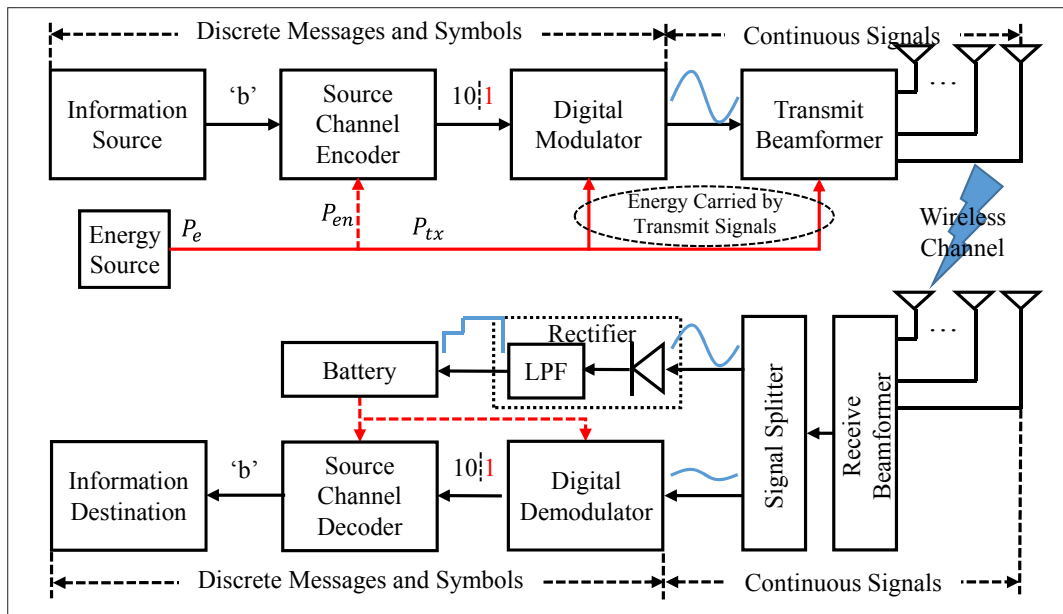 Discrete Messages and Symbols
Continuous Signals
Information
Source
‘b’
Source
Channel
Encoder
10¦1
Digital
Modulator
Transmit
Beamformer
...
Energy
Source
P_e
P_en
P_tx
Energy Carried by
Transmit Signals
Wireless
Channel
Battery
LPF
Rectifier
Signal Splitter
Receive
Beamformer
...
Information
Destination
‘b’
Source
Channel
Decoder
10¦1
Digital
Demodulator
Discrete Messages and Symbols
Continuous Signals